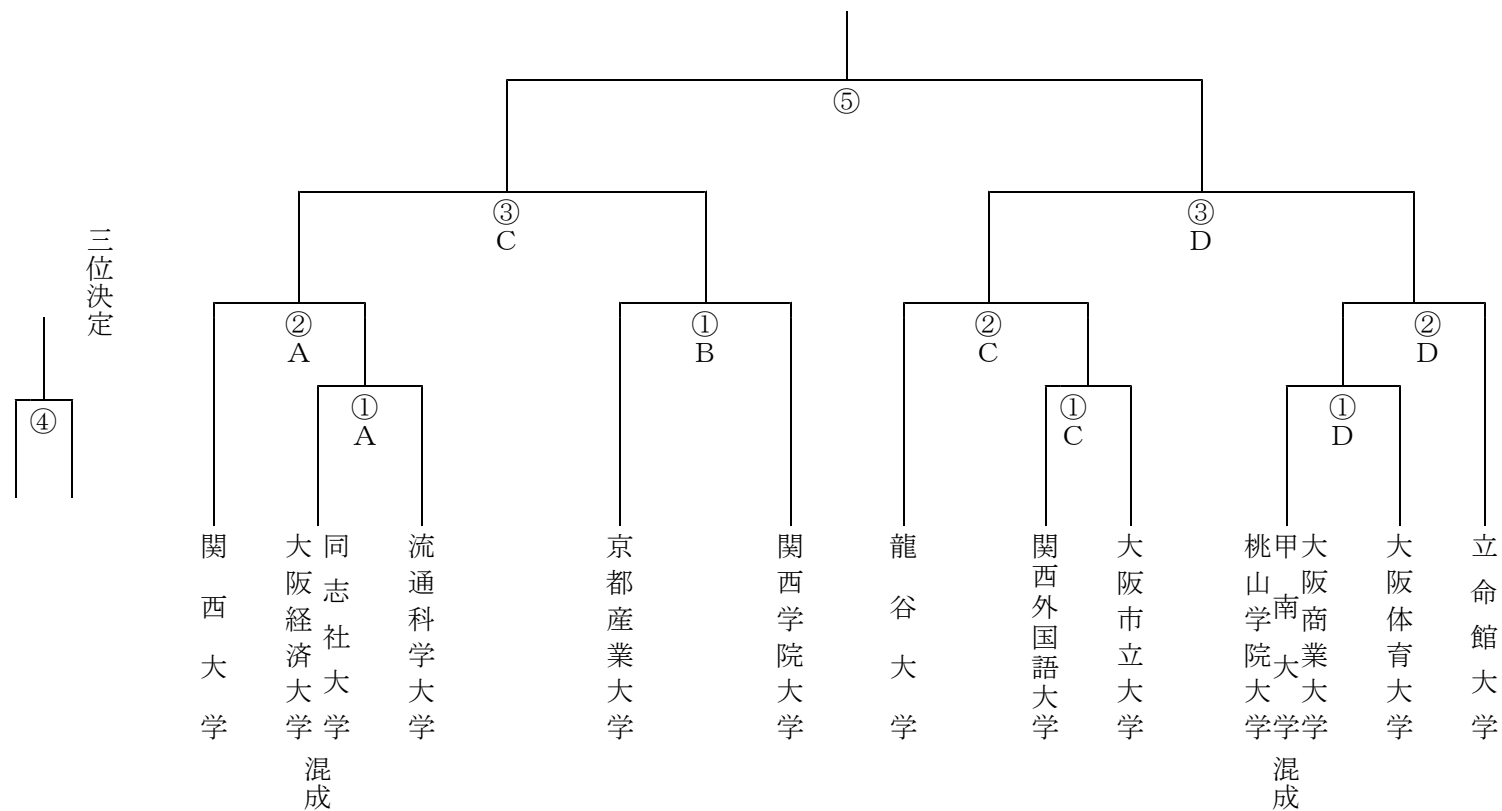 ⑤
③
C
③
D
三位決定
②
A
①
B
②
C
②
D
④
①
A
①
C
①
D
関西大学
大阪経済大学
同志社大学
混成
流通科学大学
京都産業大学
関西学院大学
龍谷大学
関西外国語大学
大阪市立大学
桃山学院大学
甲南大学
大阪商業大学
混成
大阪体育大学
立命館大学